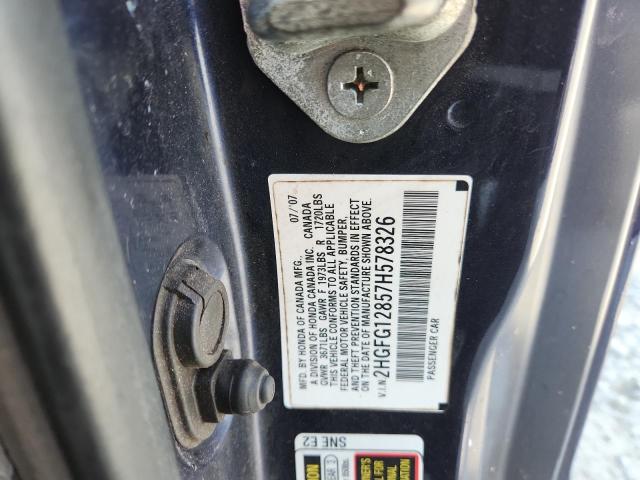 MFD. BY HONDA OF CANADA MFG., 07/'07
A DIVISION OF HONDA CANADA INC. CANADA
GVWR 3671LBS GAWR F 1973LBS R 1720LBS
THIS VEHICLE CONFORMS TO ALL APPLICABLE
FEDERAL MOTOR VEHICLE SAFETY, BUMPER,
AND THEFT PREVENTION STANDARDS IN EFFECT
ON THE DATE OF MANUFACTURE SHOWN ABOVE.
V.I.N. 2HGFG12857H578326
PASSENGER CAR
SNE E2